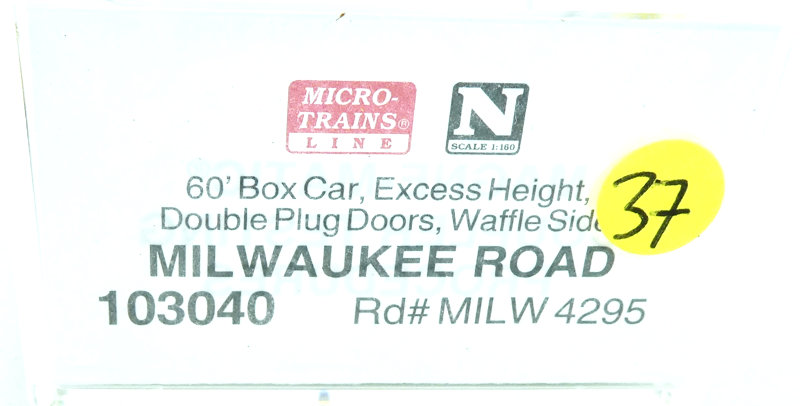 MICRO-
TRAINS®
LINE
N
SCALE 1:160
60' Box Car, Excess Height,
Double Plug Doors, Waffle Side
37
MILWAUKEE ROAD
103040 Rd# MILW 4295